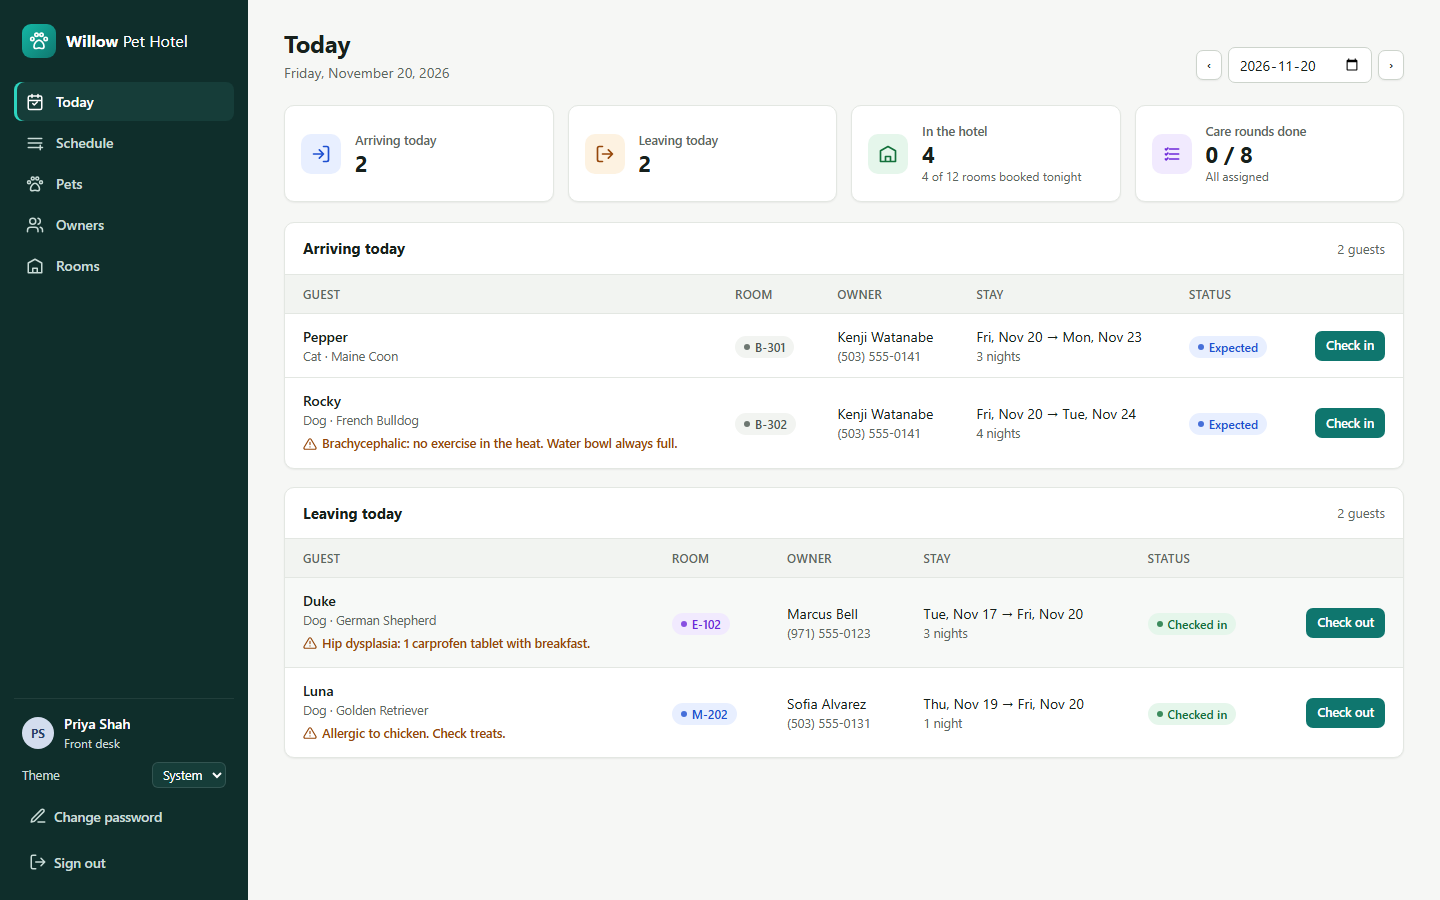 Willow Pet Hotel
Today
Schedule
Pets
Owners
Rooms
PS
Priya Shah
Front desk
Theme
System
Change password
Sign out
Today
Friday, November 20, 2026
‹
2026-11-20
›
Arriving today
2
Leaving today
2
In the hotel
4
4 of 12 rooms booked tonight
Care rounds done
0 / 8
All assigned
Arriving today
2 guests
GUEST ROOM OWNER STAY STATUS
Pepper
Cat · Maine Coon
B-301
Kenji Watanabe
(503) 555-0141
Fri, Nov 20 → Mon, Nov 23
3 nights
Expected
Check in
Rocky
Dog · French Bulldog
Brachycephalic: no exercise in the heat. Water bowl always full.
B-302
Kenji Watanabe
(503) 555-0141
Fri, Nov 20 → Tue, Nov 24
4 nights
Expected
Check in
Leaving today
2 guests
GUEST ROOM OWNER STAY STATUS
Duke
Dog · German Shepherd
Hip dysplasia: 1 carprofen tablet with breakfast.
E-102
Marcus Bell
(971) 555-0123
Tue, Nov 17 → Fri, Nov 20
3 nights
Checked in
Check out
Luna
Dog · Golden Retriever
Allergic to chicken. Check treats.
M-202
Sofia Alvarez
(503) 555-0131
Thu, Nov 19 → Fri, Nov 20
1 night
Checked in
Check out